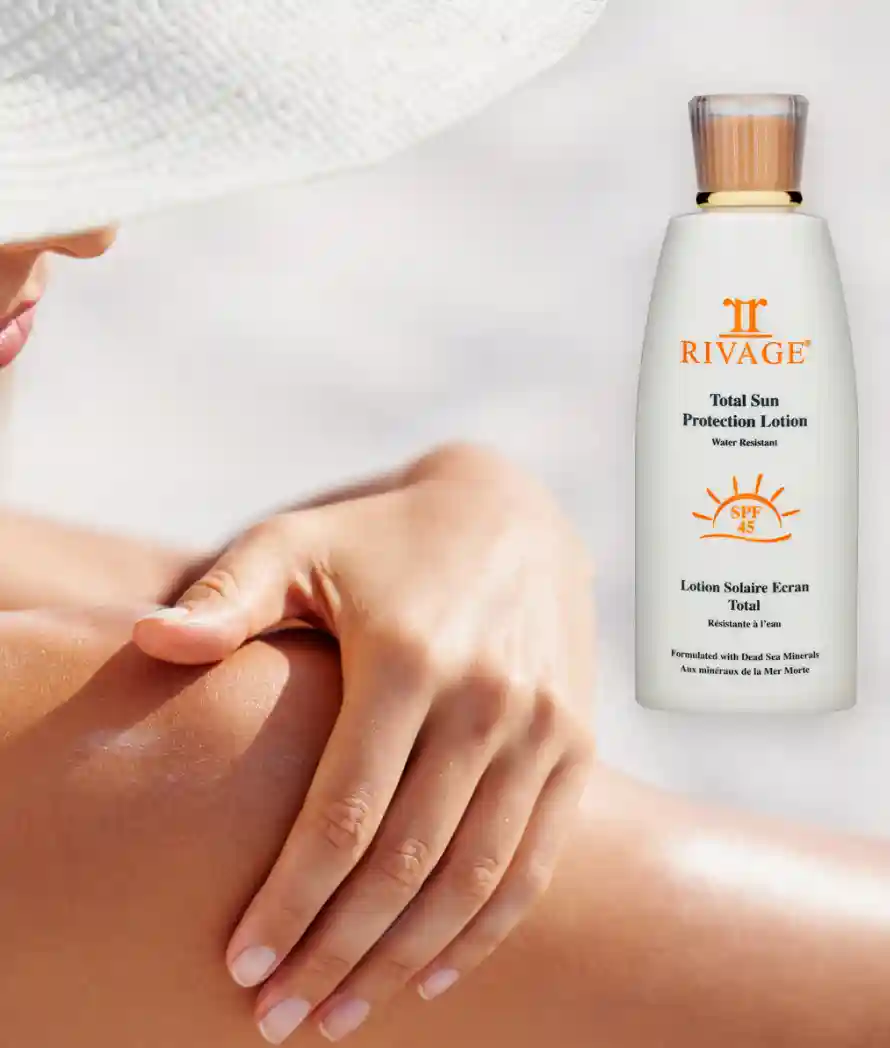 RIVAGE®
Total Sun
Protection Lotion
Water Resistant
SPF
45
Lotion Solaire Ecran
Total
Résistante à l'eau
Formulated with Dead Sea Minerals
Aux minéraux de la Mer Morte